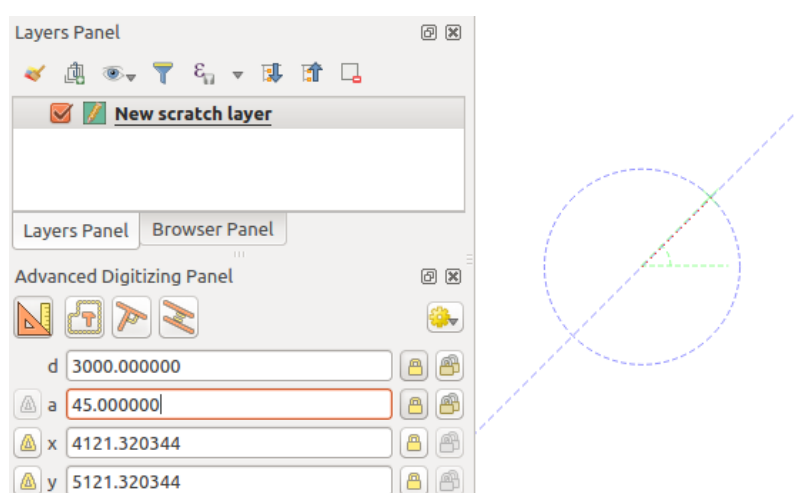 Layers Panel
New scratch layer
Layers Panel
Browser Panel
Advanced Digitizing Panel
d 3000.000000
a 45.000000
x 4121.320344
y 5121.320344